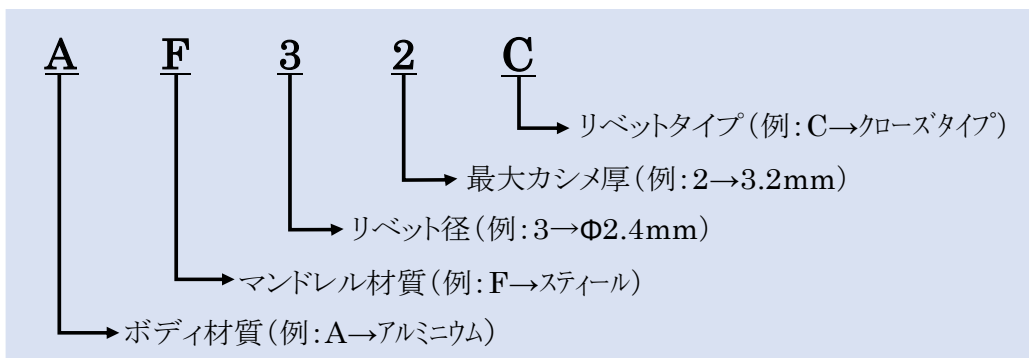 A F 3 2 C
リベットタイプ(例:C→クローズタイプ)
最大カシメ厚(例:2→3.2mm)
リベット径(例:3→Φ2.4mm)
マンドレル材質(例:F→スティール)
ボディ材質(例:A→アルミニウム)